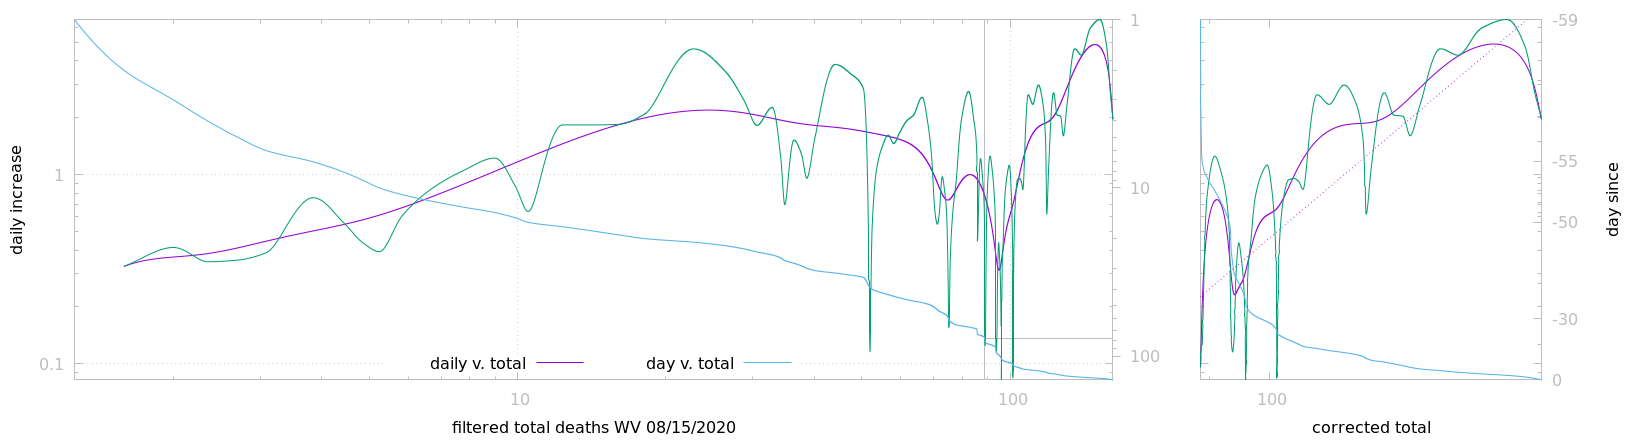 1
-59
daily increase
1
0.1
10
100
-55
-50
-30
0
day since
daily v. total
day v. total
10
100
100
filtered total deaths WV 08/15/2020
corrected total